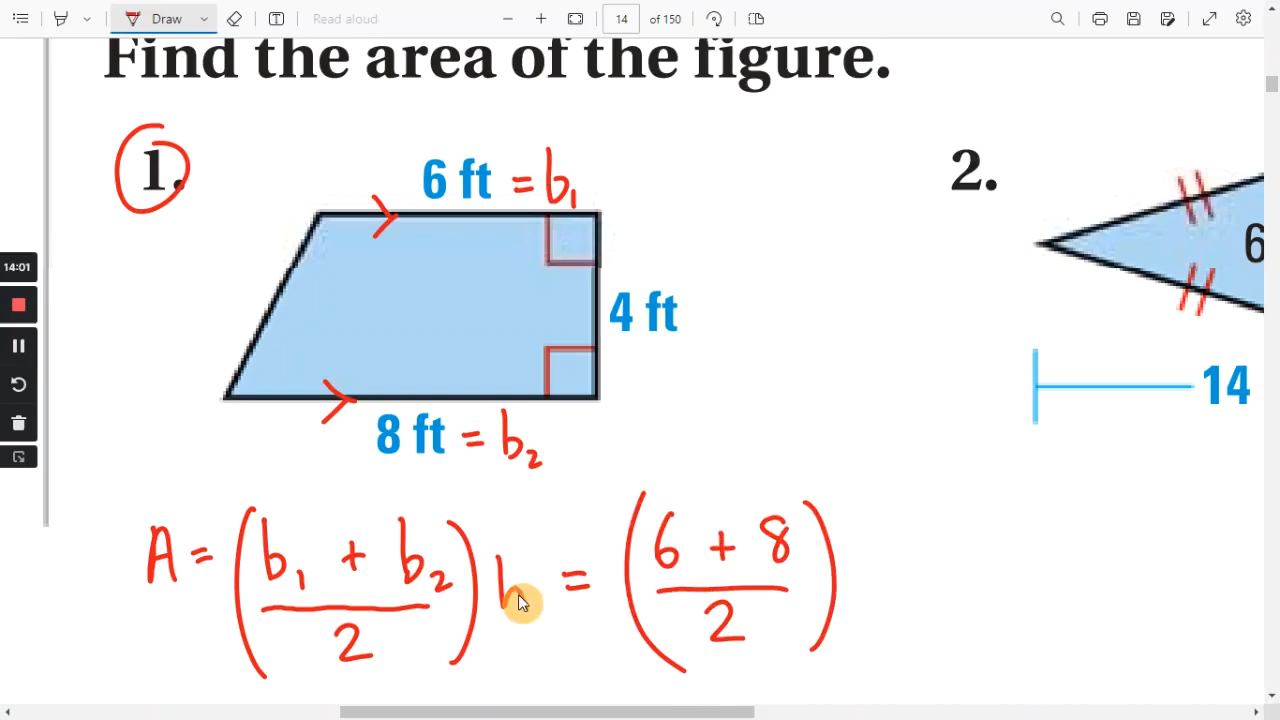 Draw
Read aloud
14 of 150
Find the area of the figure.
1.
6 ft = b₁
4 ft
8 ft = b₂
A = (b₁ + b₂ / 2) h = (6 + 8 / 2)
2.
6
14
14:01